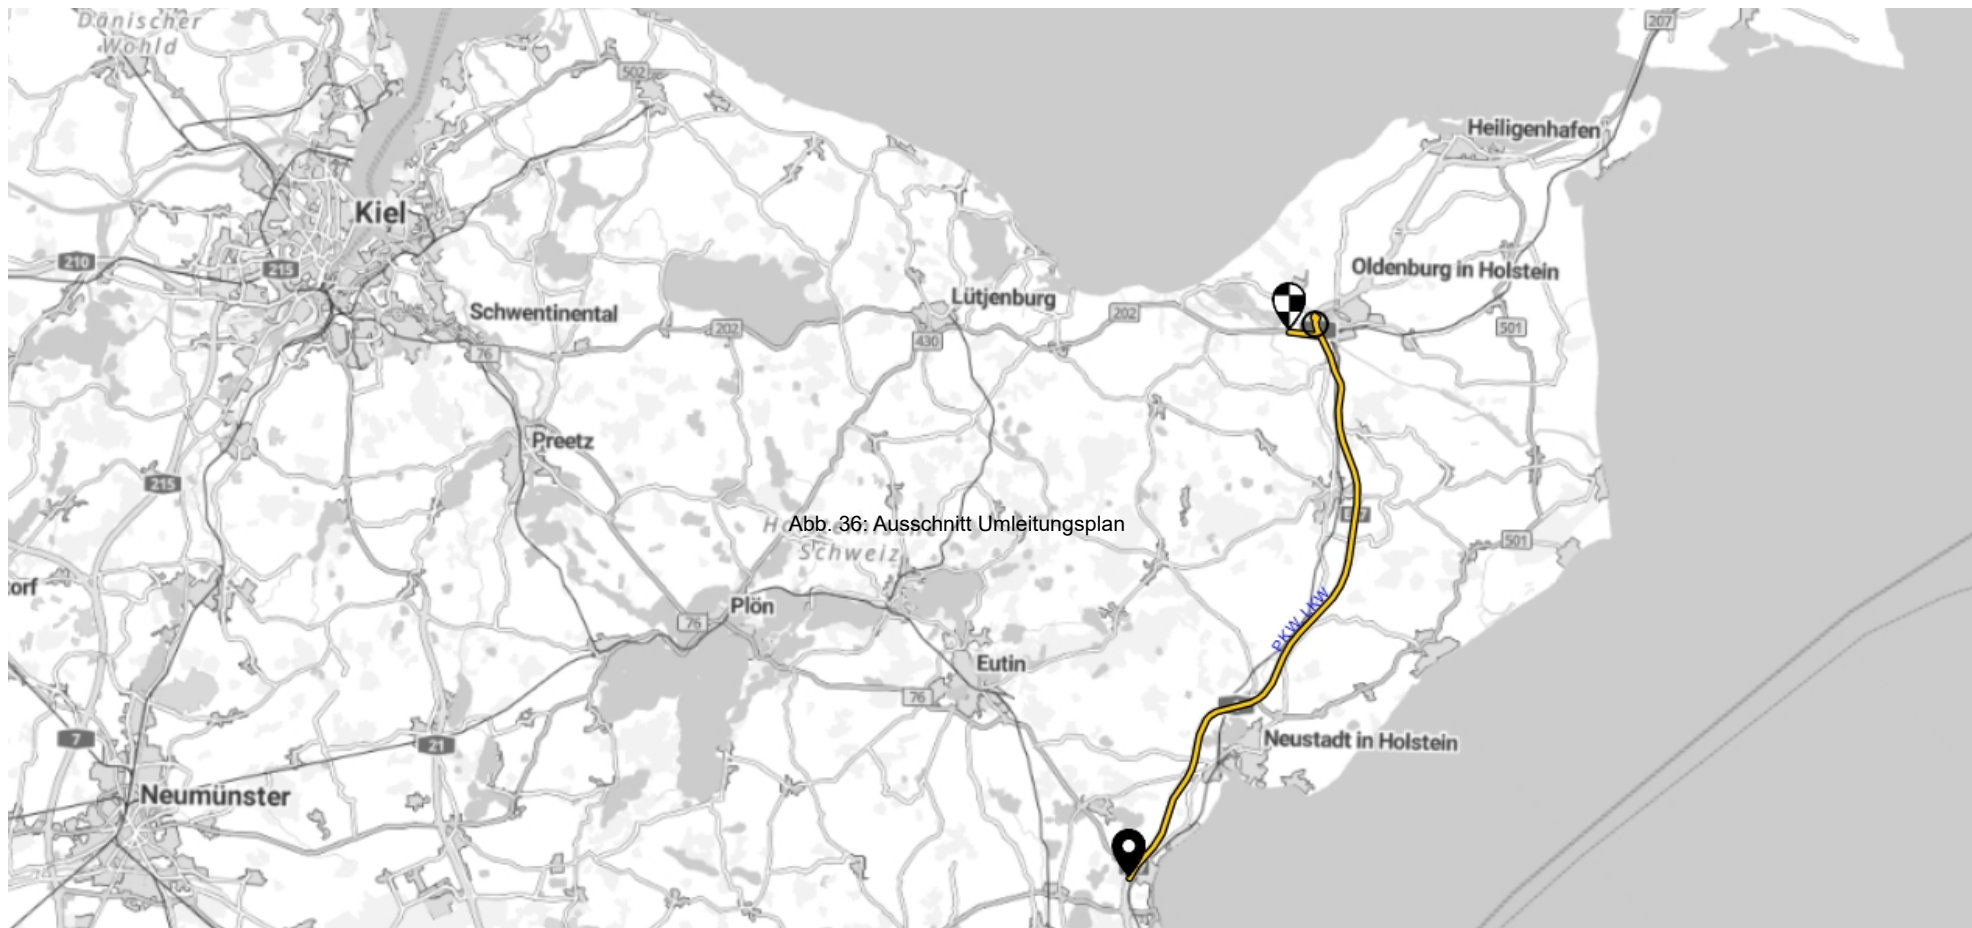 Dänischer
Wohld
207
502
Heiligenhafen
Kiel
210
215
Oldenburg in Holstein
Lütjenburg
Schwentinental
202
202
501
430
76
Preetz
215
Abb. 36: Ausschnitt Umleitungsplan
Schweiz
501
orf
PKW LKW
Plön
76
Eutin
76
7
21
Neustadt in Holstein
Neumünster